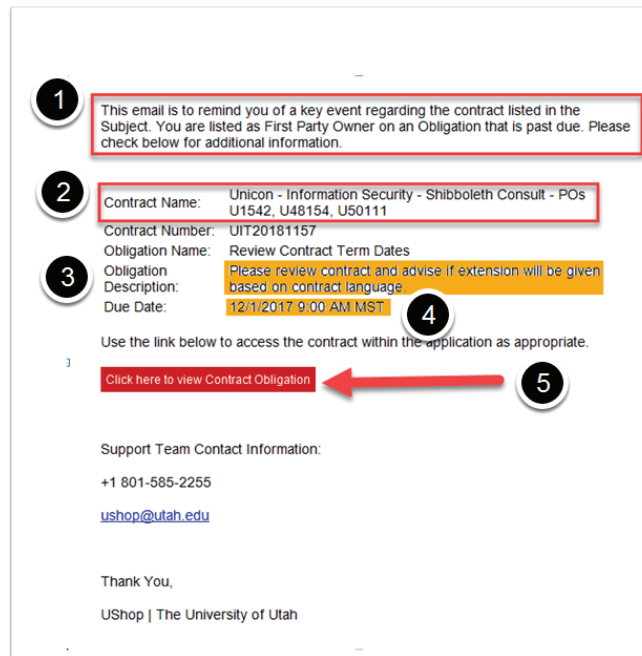 1
This email is to remind you of a key event regarding the contract listed in the
Subject. You are listed as First Party Owner on an Obligation that is past due. Please
check below for additional information.
2
Contract Name: Unicon - Information Security - Shibboleth Consult - POs
U1542, U48154, U50111
Contract Number: UIT20181157
Obligation Name: Review Contract Term Dates
3
Obligation Description: Please review contract and advise if extension will be given
based on contract language.
Due Date: 12/1/2017 9:00 AM MST
4
Use the link below to access the contract within the application as appropriate.
Click here to view Contract Obligation
5
Support Team Contact Information:
+1 801-585-2255
ushop@utah.edu
Thank You,
UShop | The University of Utah